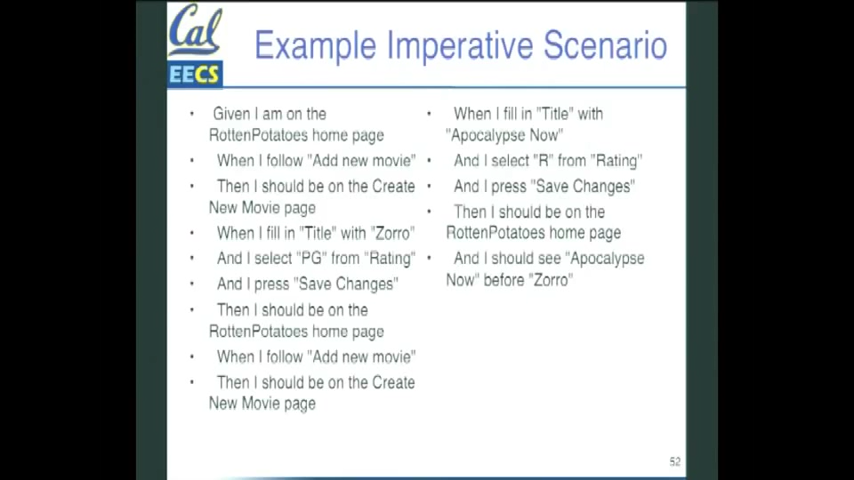 Cal
EECS
Example Imperative Scenario
• Given I am on the
RottenPotatoes home page
• When I follow "Add new movie"
• Then I should be on the Create
New Movie page
• When I fill in "Title" with "Zorro"
• And I select "PG" from "Rating"
• And I press "Save Changes"
• Then I should be on the
RottenPotatoes home page
• When I follow "Add new movie"
• Then I should be on the Create
New Movie page
• When I fill in "Title" with
"Apocalypse Now"
• And I select "R" from "Rating"
• And I press "Save Changes"
• Then I should be on the
RottenPotatoes home page
• And I should see "Apocalypse
Now" before "Zorro"
52